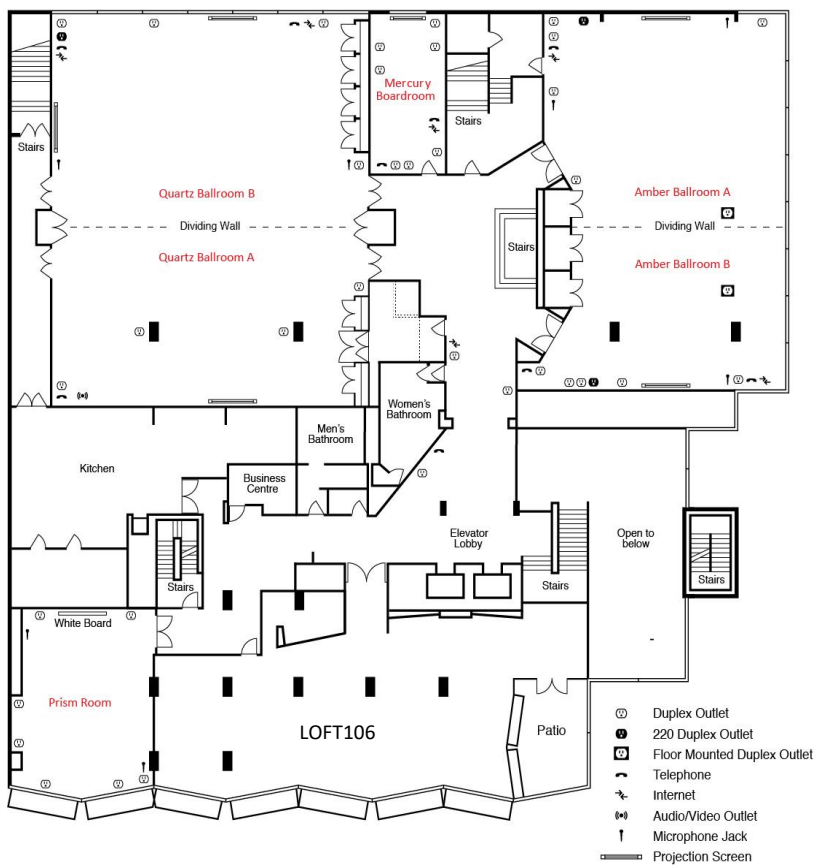 Mercury
Boardroom
Stairs
Stairs
Quartz Ballroom B
Amber Ballroom A
Dividing Wall
Stairs
Dividing Wall
Quartz Ballroom A
Amber Ballroom B
Women's
Bathroom
Men's
Bathroom
Kitchen
Business
Centre
Elevator
Lobby
Open to
below
Stairs
Stairs
Stairs
White Board
Prism Room
LOFT106
Patio
Duplex Outlet
220 Duplex Outlet
Floor Mounted Duplex Outlet
Telephone
Internet
Audio/Video Outlet
Microphone Jack
Projection Screen